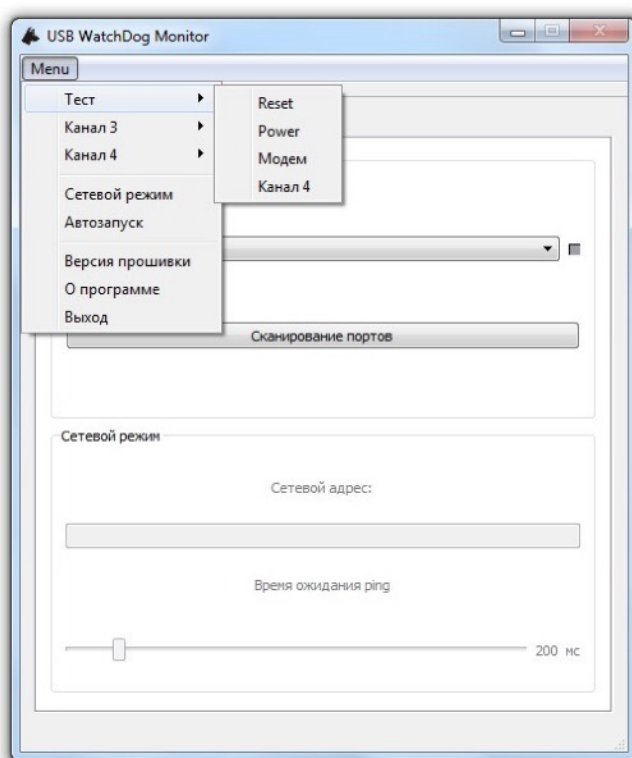 USB WatchDog Monitor
Menu
Тест
Канал 3
Канал 4
Сетевой режим
Автозапуск
Версия прошивки
О программе
Выход
Reset
Power
Модем
Канал 4
Сканирование портов
Сетевой режим
Сетевой адрес:
Время ожидания ping
200 мс